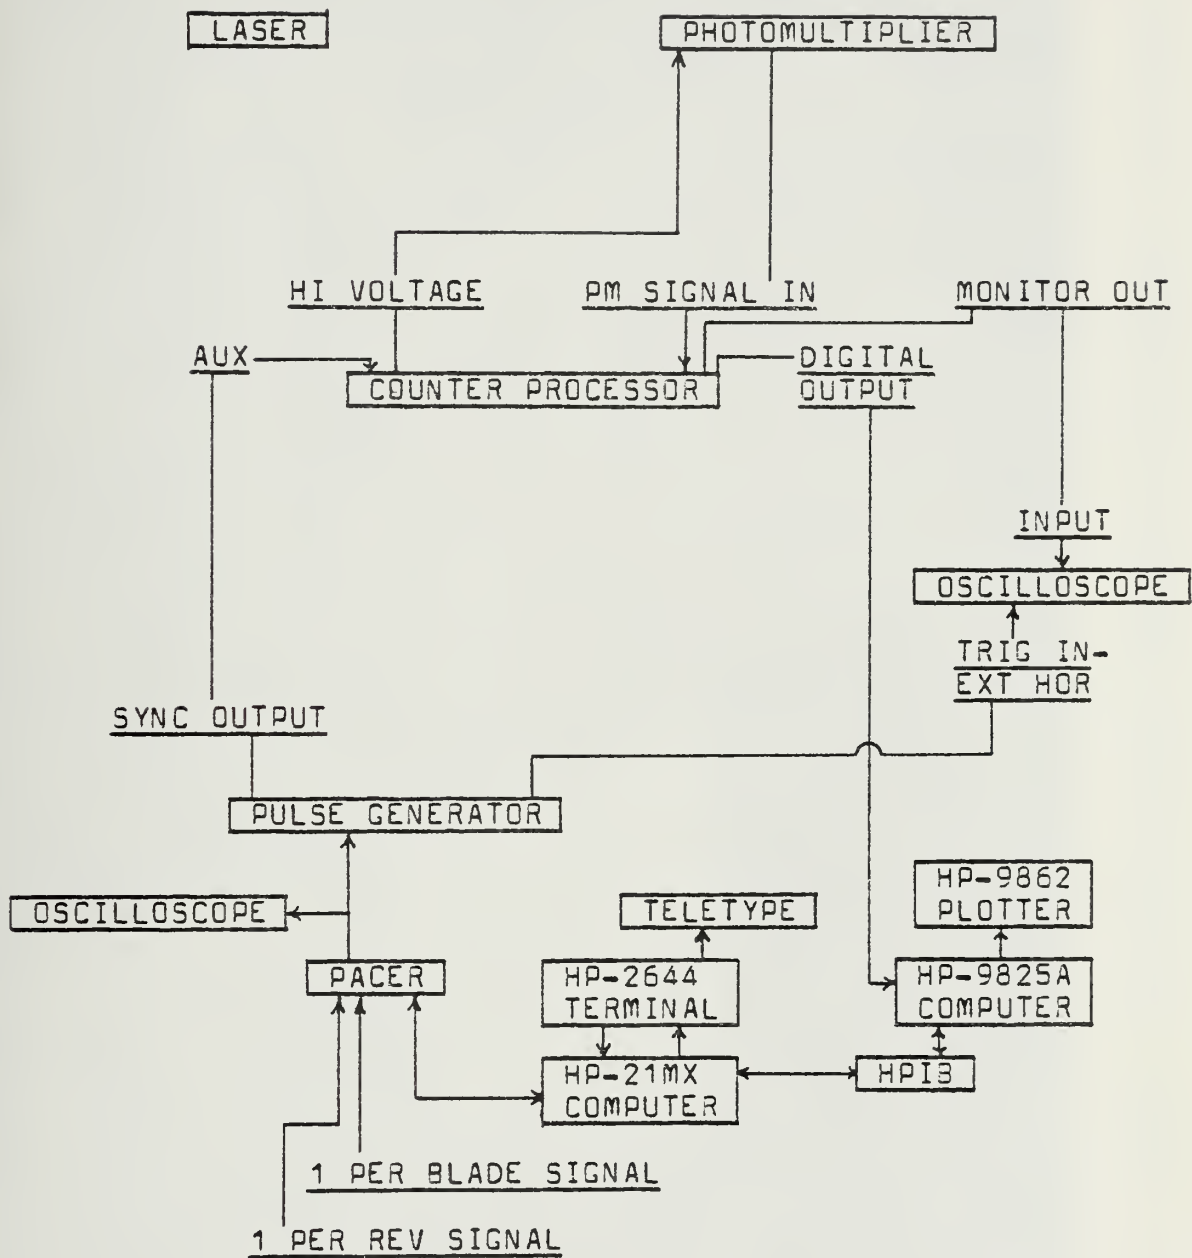 LASER
PHOTOMULTIPLIER
HI VOLTAGE
PM SIGNAL IN
MONITOR OUT
AUX
DIGITAL
OUTPUT
COUNTER PROCESSOR
INPUT
OSCILLOSCOPE
TRIG IN-
EXT HOR
SYNC OUTPUT
PULSE GENERATOR
OSCILLOSCOPE
TELETYPE
HP-9862
PLOTTER
PACER
HP-2644
TERMINAL
HP-9825A
COMPUTER
HP-21MX
COMPUTER
HPIB
1 PER BLADE SIGNAL
1 PER REV SIGNAL